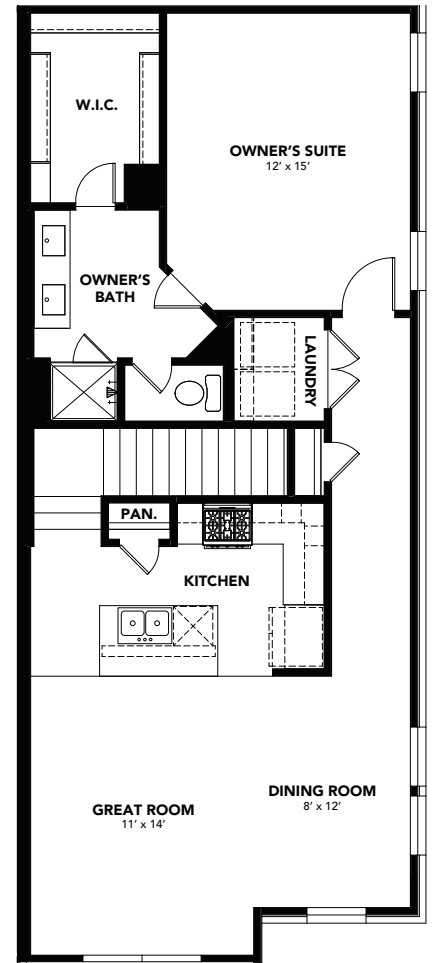 W.I.C.
OWNER’S SUITE
12' x 15'
OWNER’S
BATH
LAUNDRY
PAN.
KITCHEN
GREAT ROOM
11' x 14'
DINING ROOM
8' x 12'